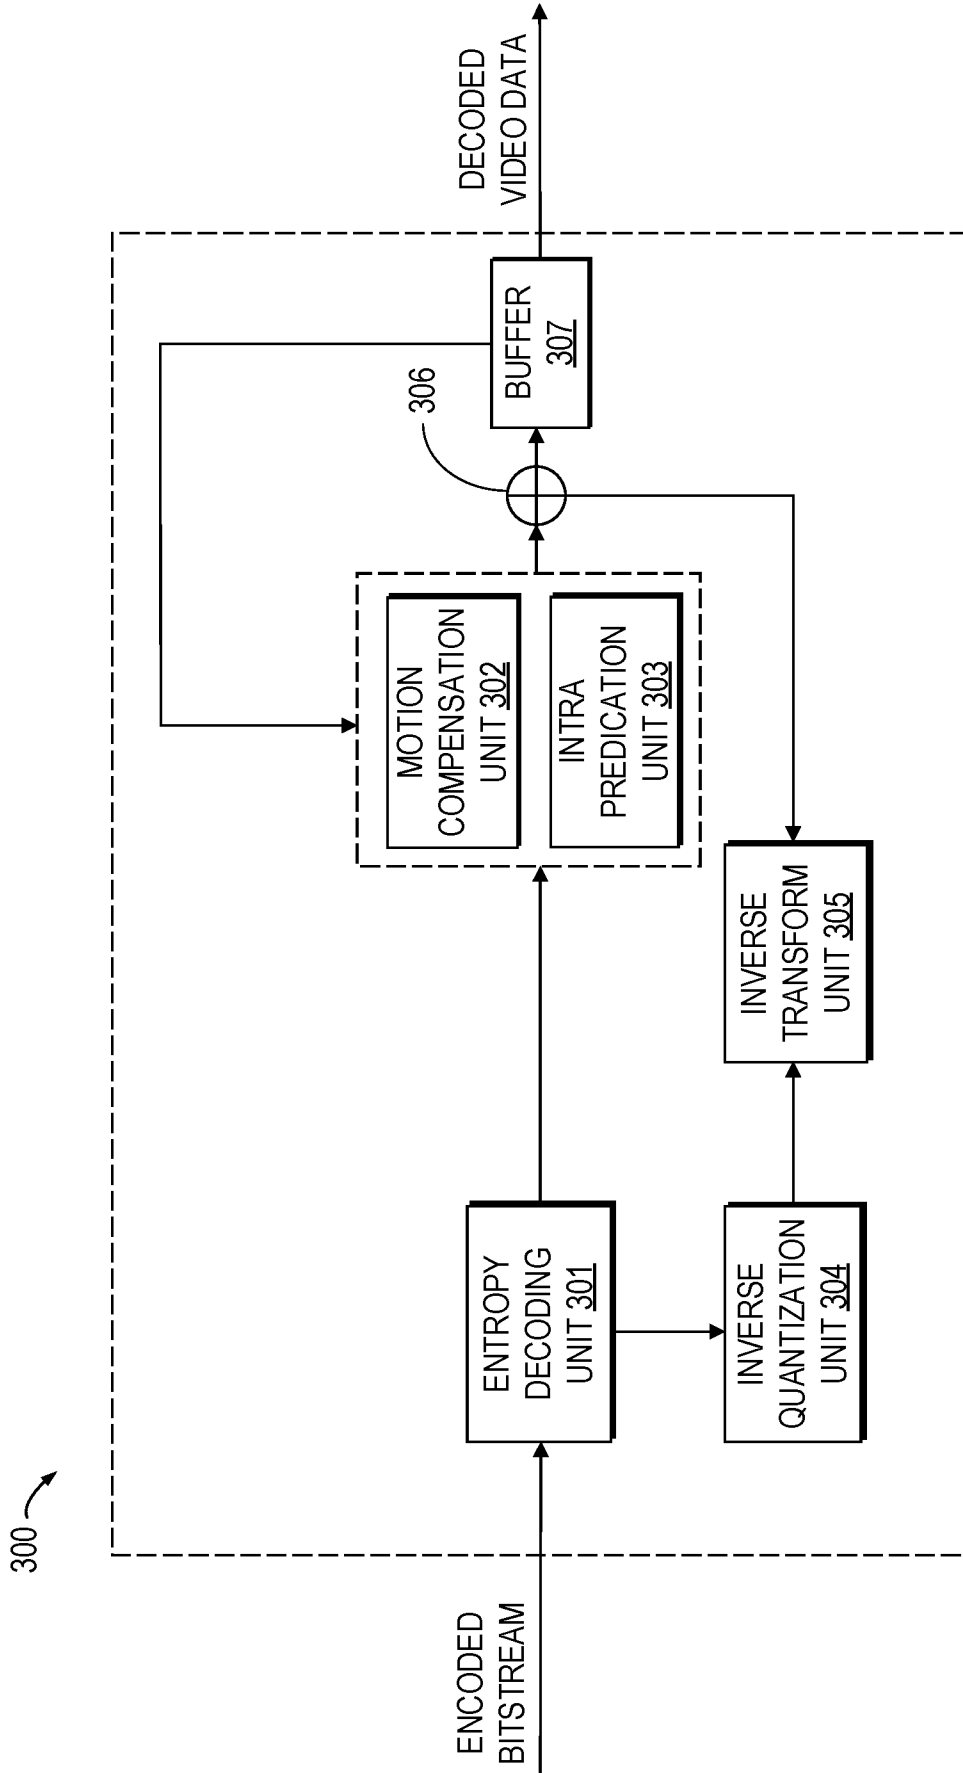 300
ENCODED
BITSTREAM
ENTROPY
DECODING
UNIT 301
INVERSE
QUANTIZATION
UNIT 304
INVERSE
TRANSFORM
UNIT 305
MOTION
COMPENSATION
UNIT 302
INTRA
PREDICATION
UNIT 303
306
BUFFER
307
DECODED
VIDEO DATA